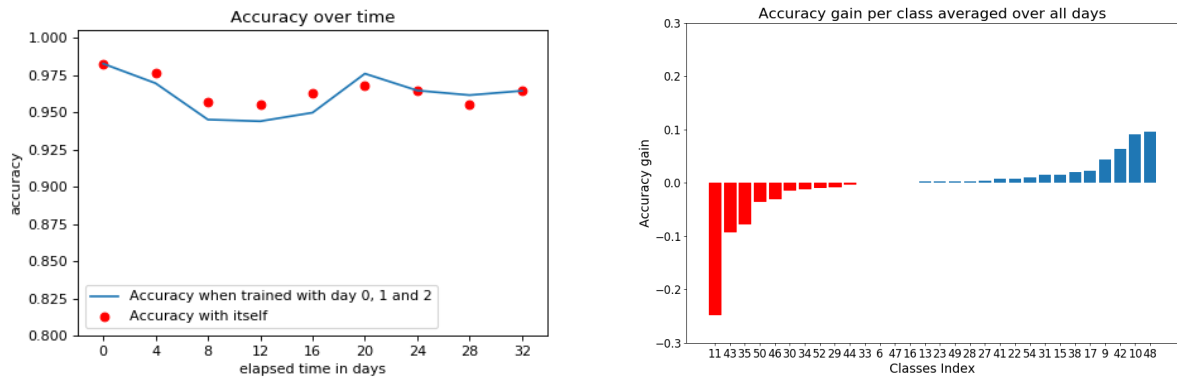 Accuracy over time
1.000
0.975
0.950
0.925
0.900
0.875
0.850
0.825
0.800
accuracy
Accuracy when trained with day 0, 1 and 2
Accuracy with itself
0 4 8 12 16 20 24 28 32
elapsed time in days
Accuracy gain per class averaged over all days
0.3
0.2
0.1
0.0
−0.1
−0.2
−0.3
Accuracy gain
11 43 35 50 46 30 34 52 29 44 33 6 47 16 13 23 49 28 27 41 22 54 31 15 38 17 9 42 10 48
Classes Index